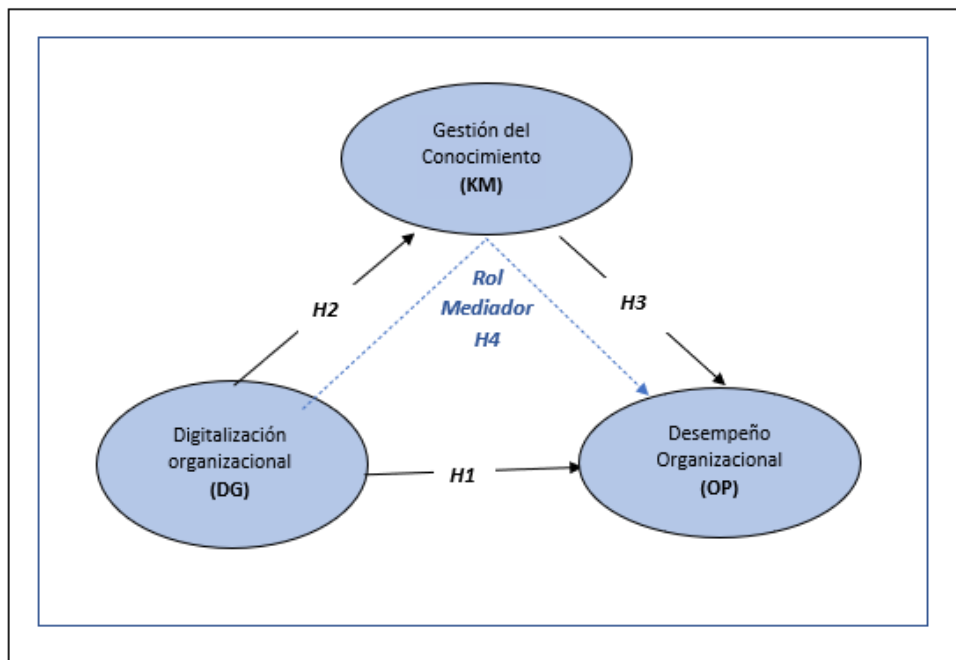 Gestión del
Conocimiento
(KM)
Rol
Mediador
H4
H2
H3
Digitalización
organizacional
(DG)
H1
Desempeño
Organizacional
(OP)